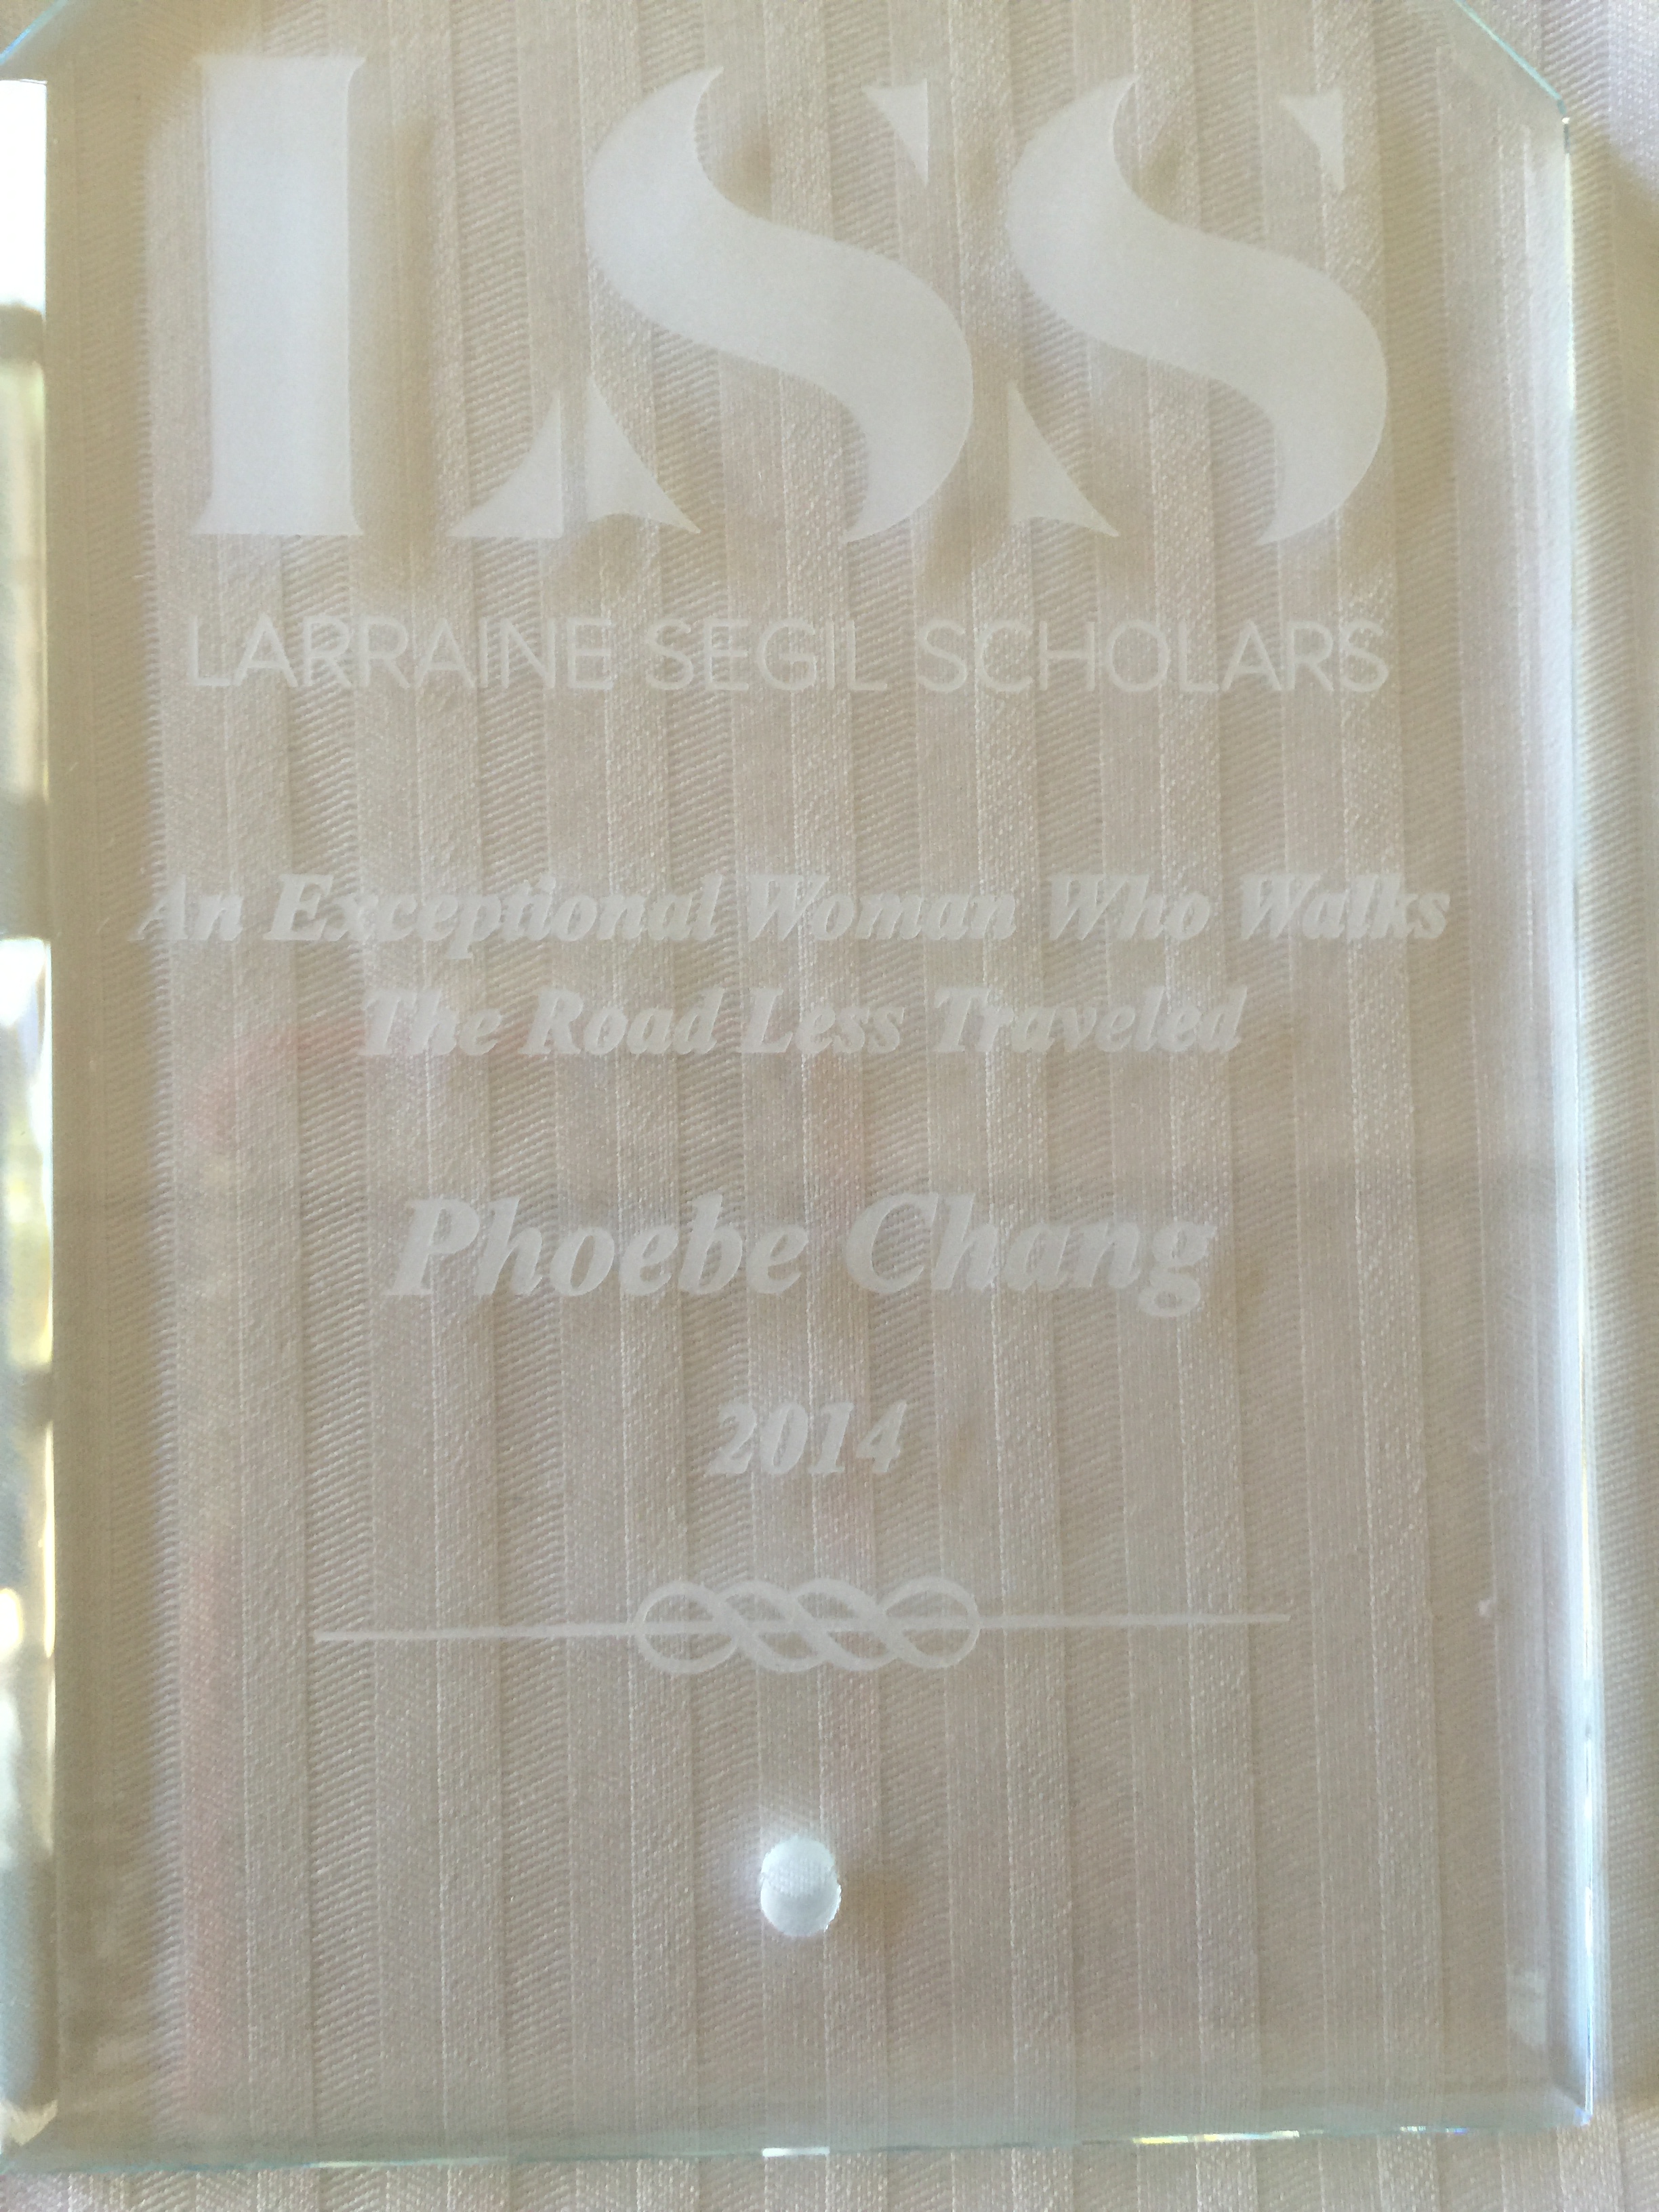 LSS
LARRAINE SEGIL SCHOLARS
An Exceptional Woman Who Walks
The Road Less Traveled
Phoebe Chang
2014